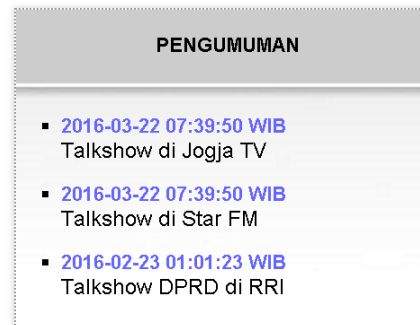 PENGUMUMAN
2016-03-22 07:39:50 WIB
Talkshow di Jogja TV
2016-03-22 07:39:50 WIB
Talkshow di Star FM
2016-02-23 01:01:23 WIB
Talkshow DPRD di RRI